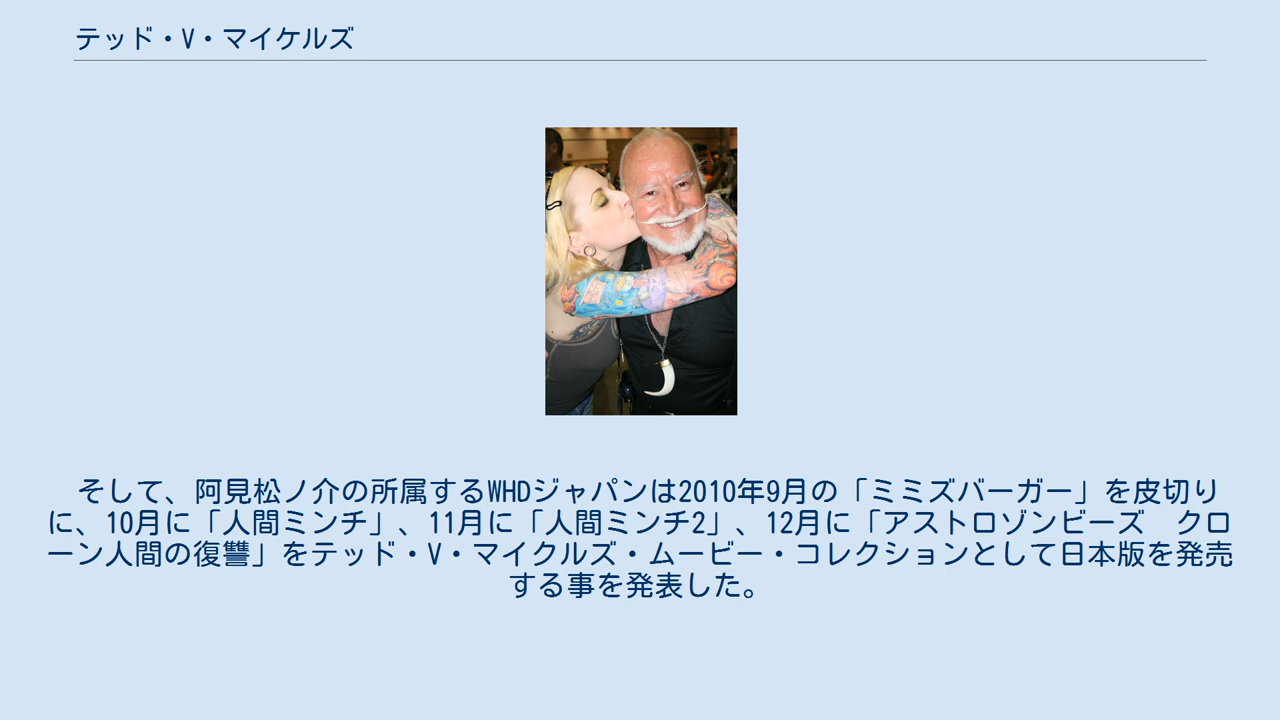 テッド・V・マイケルズ
そして、阿見松ノ介の所属するWHDジャパンは2010年9月の「ミミズバーガー」を皮切り
に、10月に「人間ミンチ」、11月に「人間ミンチ2」、12月に「アストロゾンビーズ　クロ
ーン人間の復讐」をテッド・V・マイクルズ・ムービー・コレクションとして日本版を発売
する事を発表した。